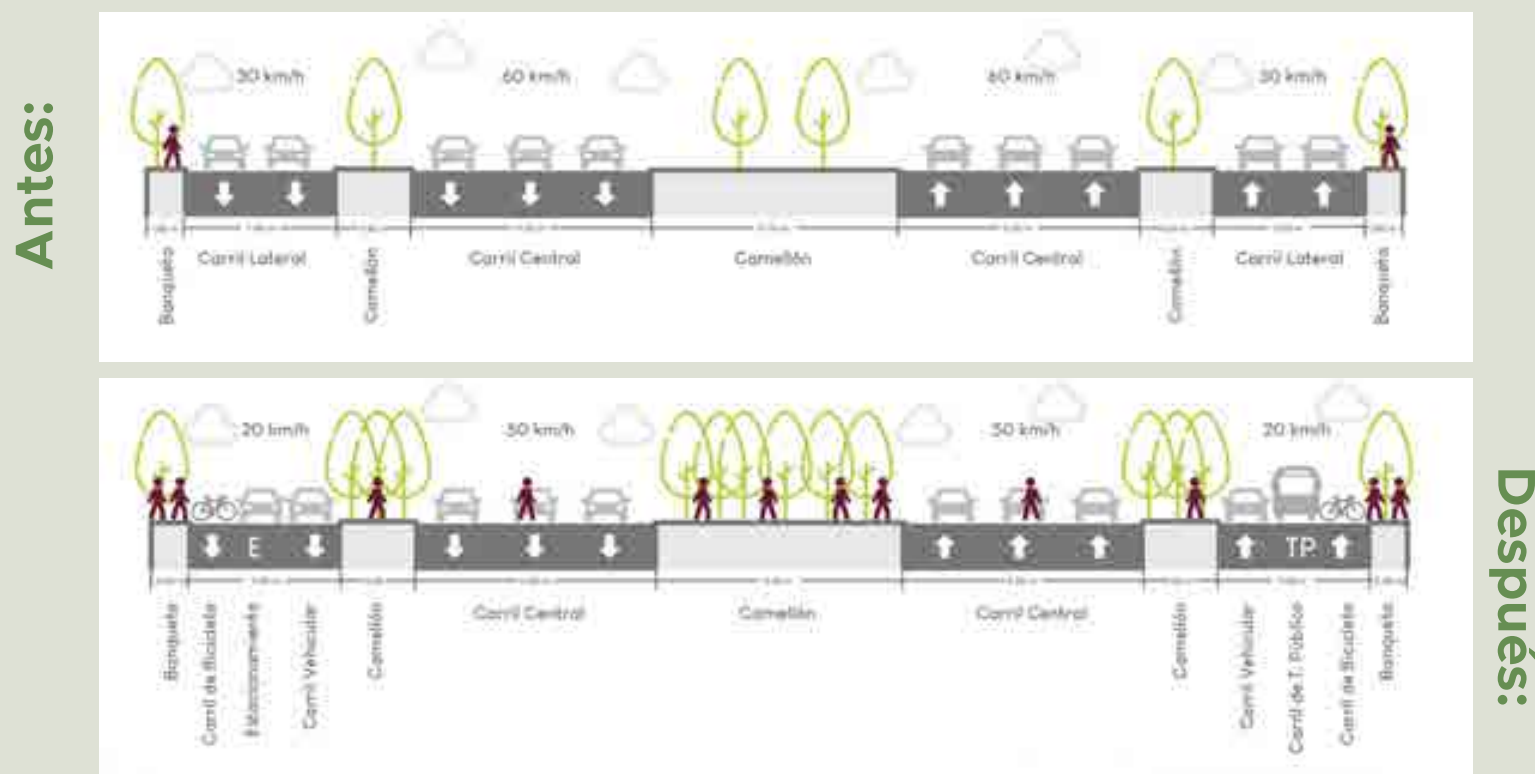 Antes:
30 km/h
60 km/h
60 km/h
30 km/h
Banqueta
Carril Lateral
Camellón
Carril Central
Camellón
Carril Central
Camellón
Carril Lateral
Banqueta
Después:
20 km/h
50 km/h
50 km/h
20 km/h
E
TP
Banqueta
Carril de Bicicleta
Estacionamiento
Carril Vehicular
Camellón
Carril Central
Camellón
Carril Central
Camellón
Carril Vehicular
Carril de T. Público
Carril de Bicicleta
Banqueta